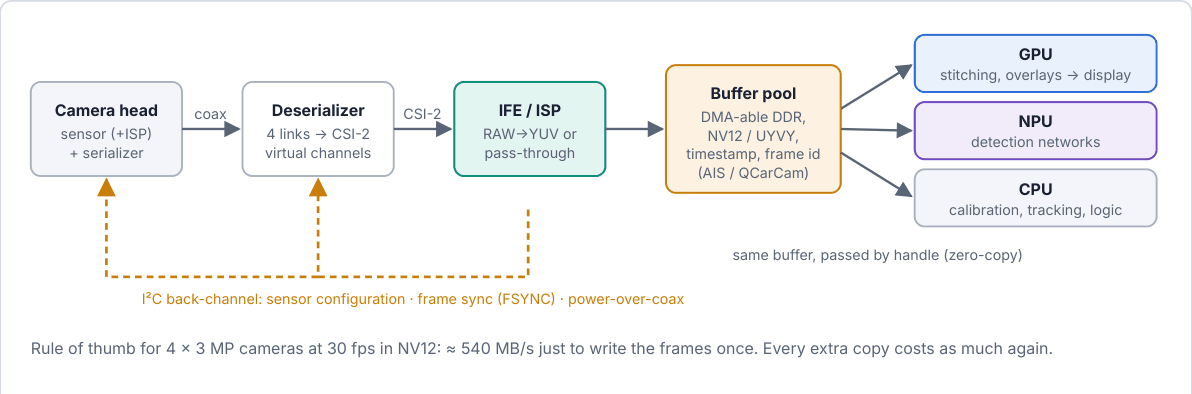 Camera head
sensor (+ISP)
+ serializer
coax
Deserializer
4 links → CSI-2
virtual channels
CSI-2
IFE / ISP
RAW→YUV or
pass-through
Buffer pool
DMA-able DDR,
NV12 / UYVY,
timestamp, frame id
(AIS / QCarCam)
GPU
stitching, overlays → display
NPU
detection networks
CPU
calibration, tracking, logic
same buffer, passed by handle (zero-copy)
I²C back-channel: sensor configuration · frame sync (FSYNC) · power-over-coax
Rule of thumb for 4 × 3 MP cameras at 30 fps in NV12: ≈ 540 MB/s just to write the frames once. Every extra copy costs as much again.